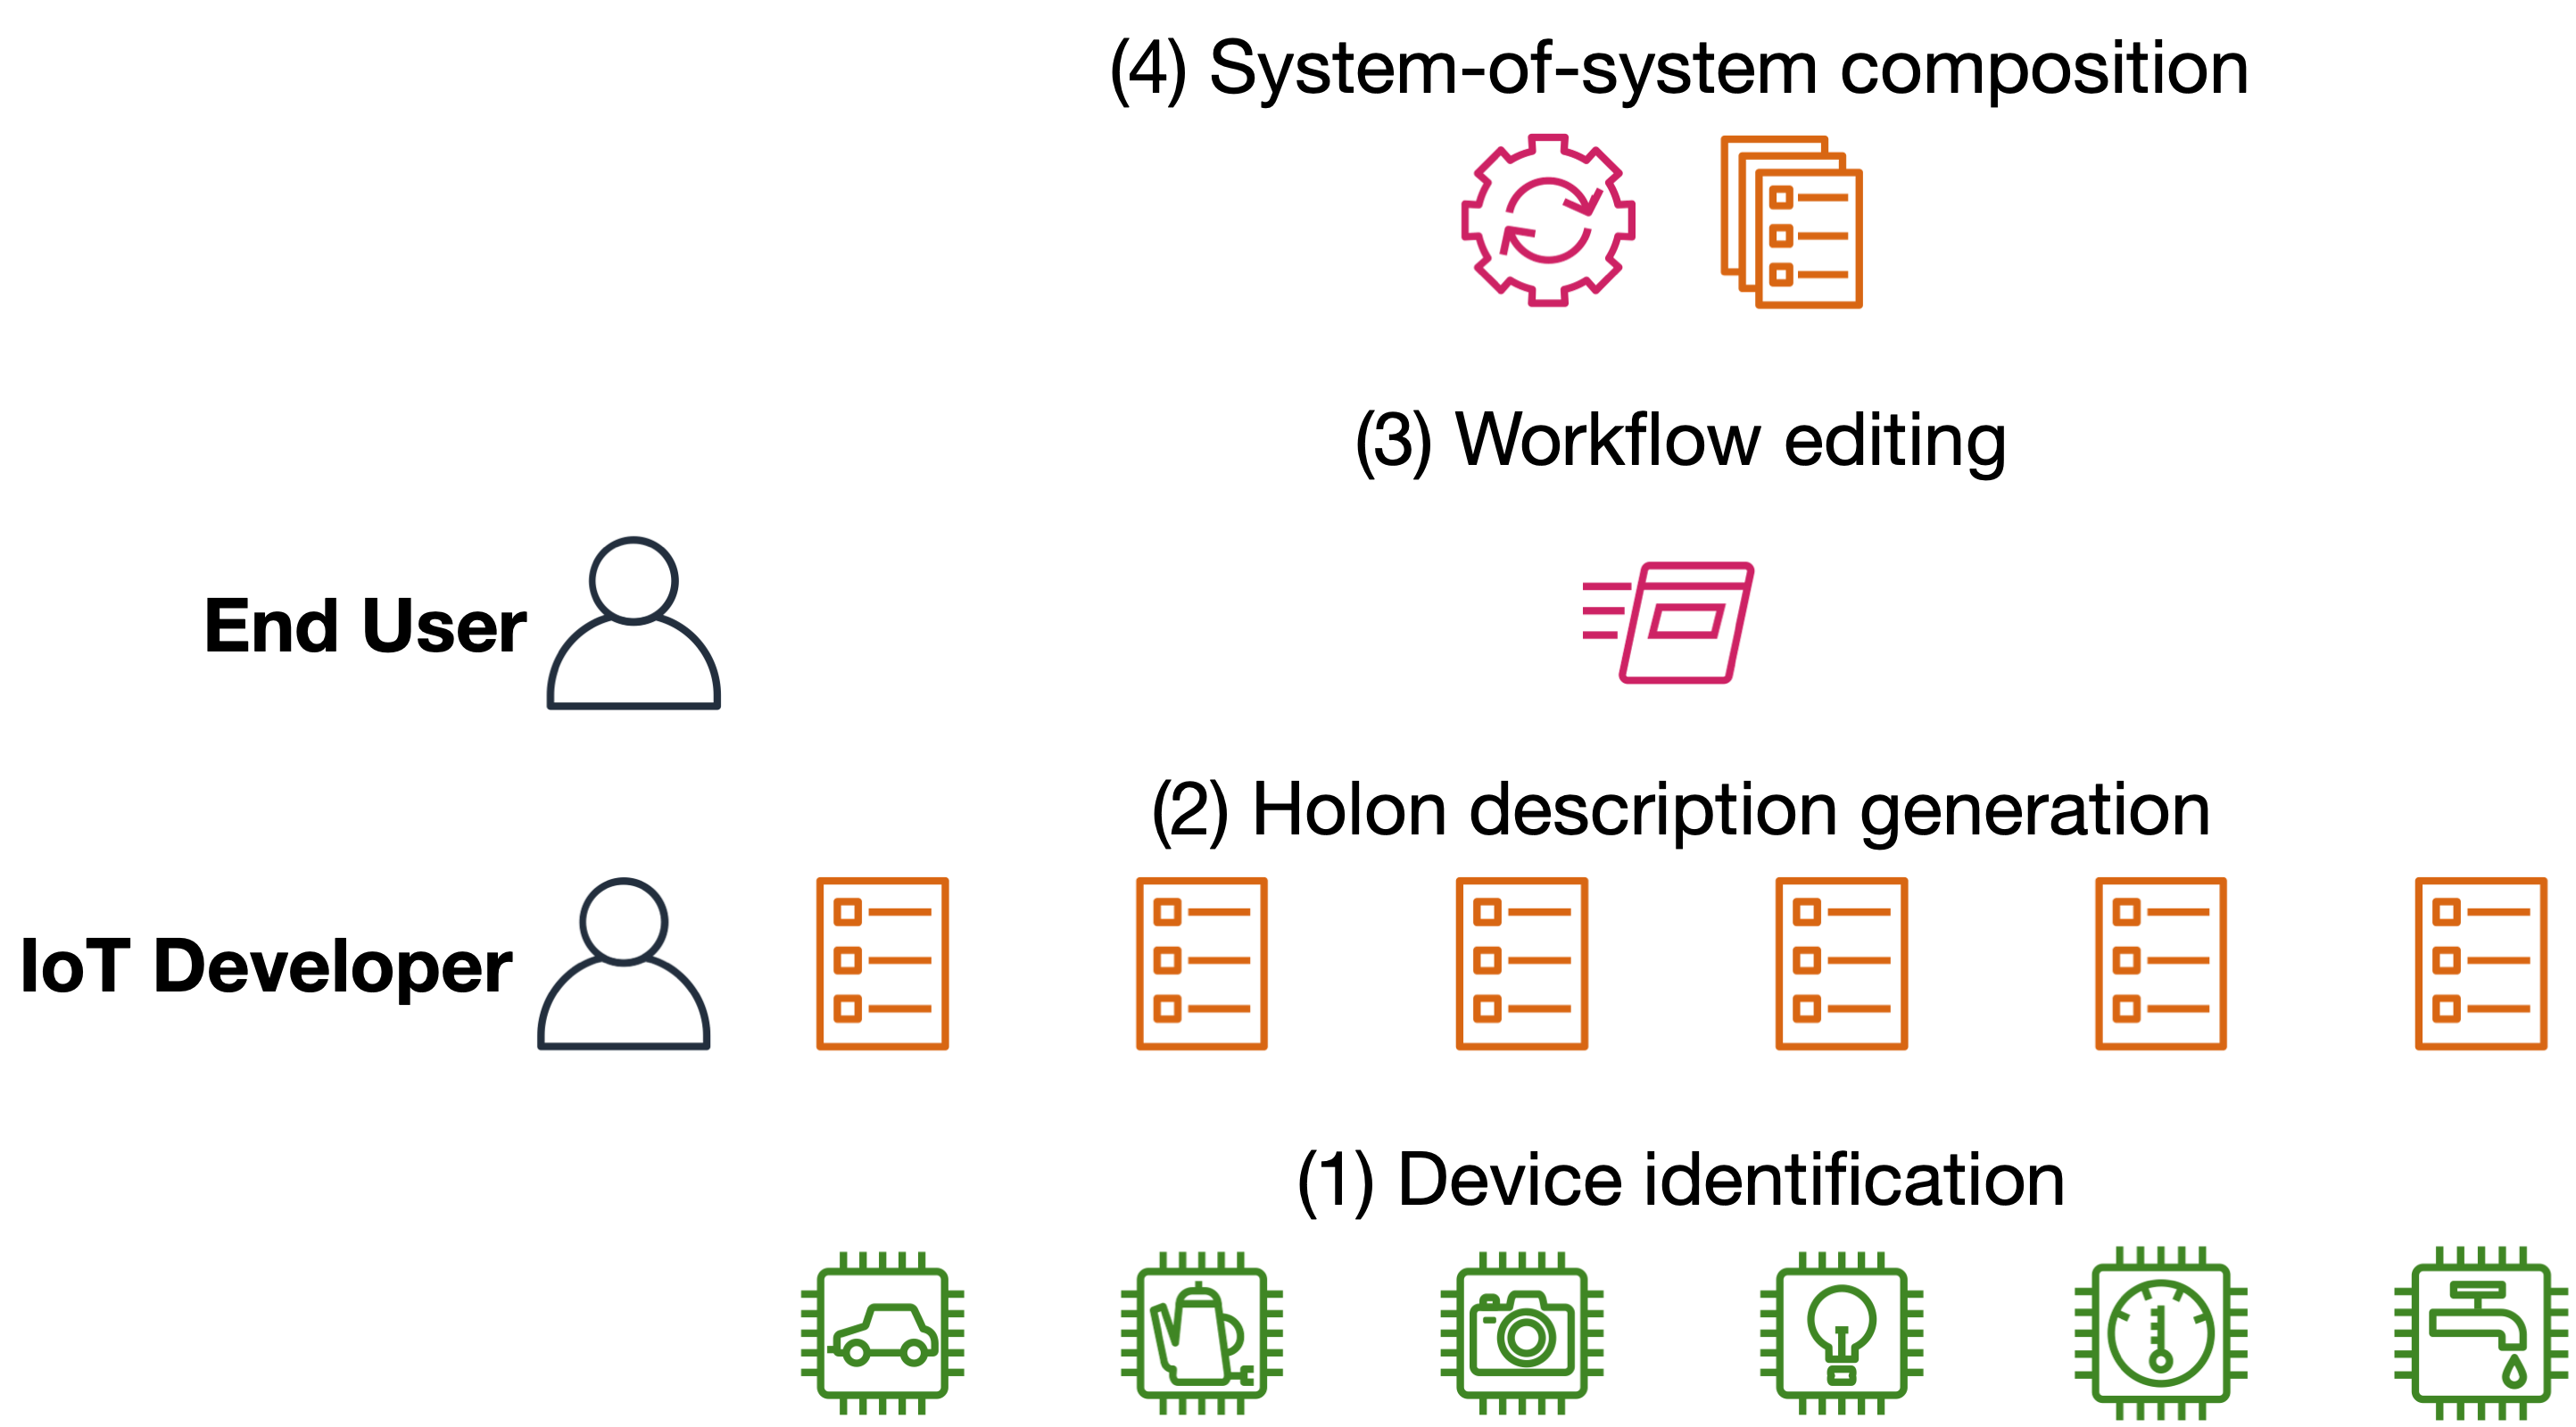 (4) System-of-system composition
(3) Workflow editing
End User
(2) Holon description generation
IoT Developer
(1) Device identification